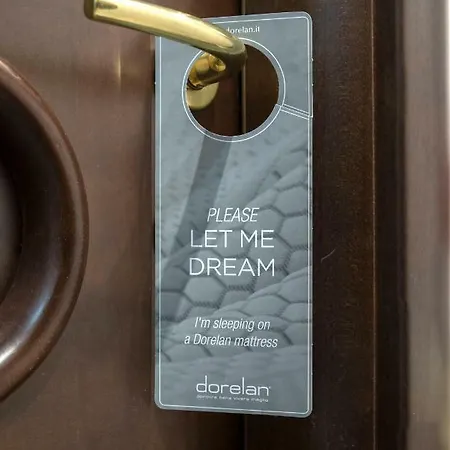 dorelan.it
PLEASE
LET ME
DREAM
I'm sleeping on
a Dorelan mattress
dorelan®